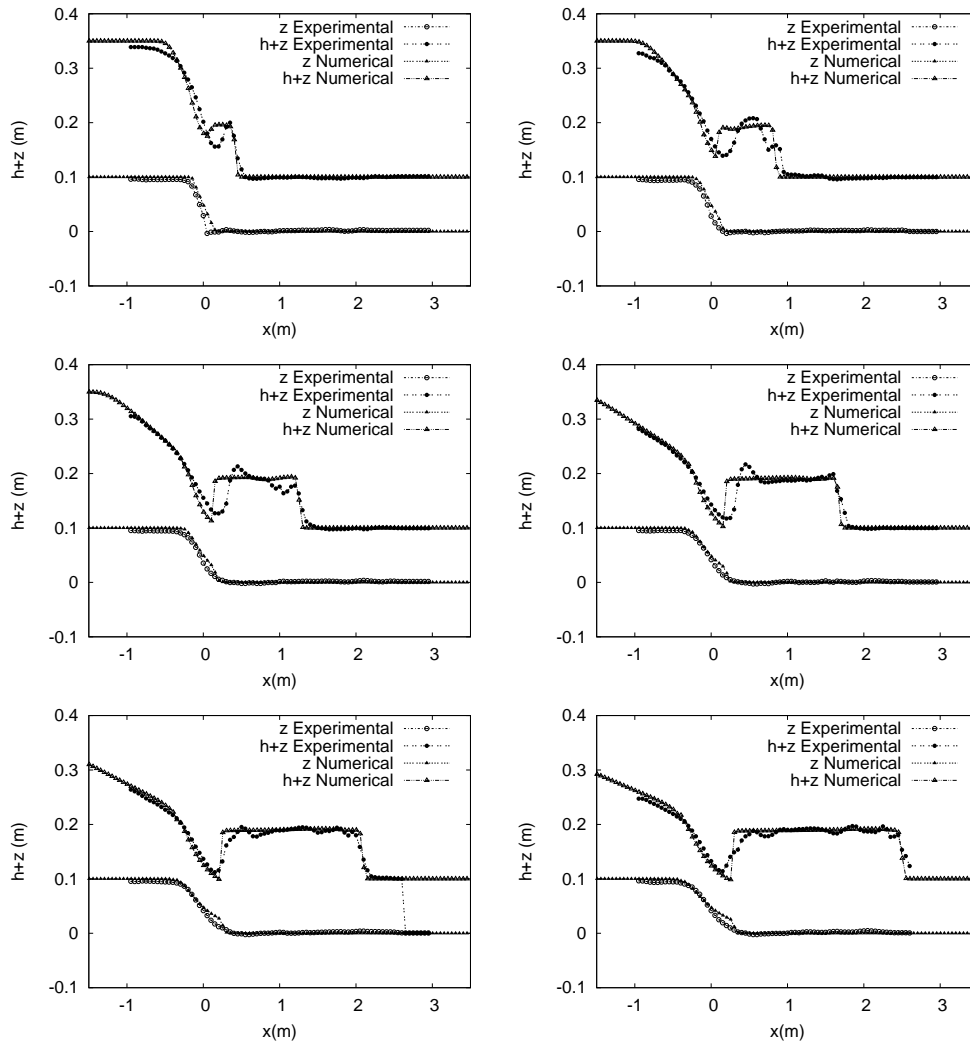 0.4
0.3
0.2
0.1
0
-0.1
-1
0
1
2
3
h+z (m)
x(m)
z Experimental
h+z Experimental
z Numerical
h+z Numerical
0.4
0.3
0.2
0.1
0
-0.1
-1
0
1
2
3
h+z (m)
x(m)
z Experimental
h+z Experimental
z Numerical
h+z Numerical
0.4
0.3
0.2
0.1
0
-0.1
-1
0
1
2
3
h+z (m)
x(m)
z Experimental
h+z Experimental
z Numerical
h+z Numerical
0.4
0.3
0.2
0.1
0
-0.1
-1
0
1
2
3
h+z (m)
x(m)
z Experimental
h+z Experimental
z Numerical
h+z Numerical
0.4
0.3
0.2
0.1
0
-0.1
-1
0
1
2
3
h+z (m)
x(m)
z Experimental
h+z Experimental
z Numerical
h+z Numerical
0.4
0.3
0.2
0.1
0
-0.1
-1
0
1
2
3
h+z (m)
x(m)
z Experimental
h+z Experimental
z Numerical
h+z Numerical